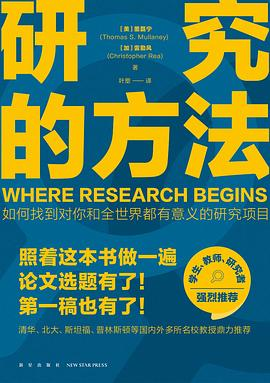 研究
的方法
[美] 墨磊宁
(Thomas S. Mullaney)
[加] 雷勤风
(Christopher Rea)
著
叶塑 —— 译
WHERE RESEARCH BEGINS
如何找到对你和全世界都有意义的研究项目
照着这本书做一遍
论文选题有了!
第一稿也有了!
学生、教师、研究者
强烈推荐
清华、北大、斯坦福、普林斯顿等国内外多所名校教授鼎力推荐
新星出版社 NEW STAR PRESS